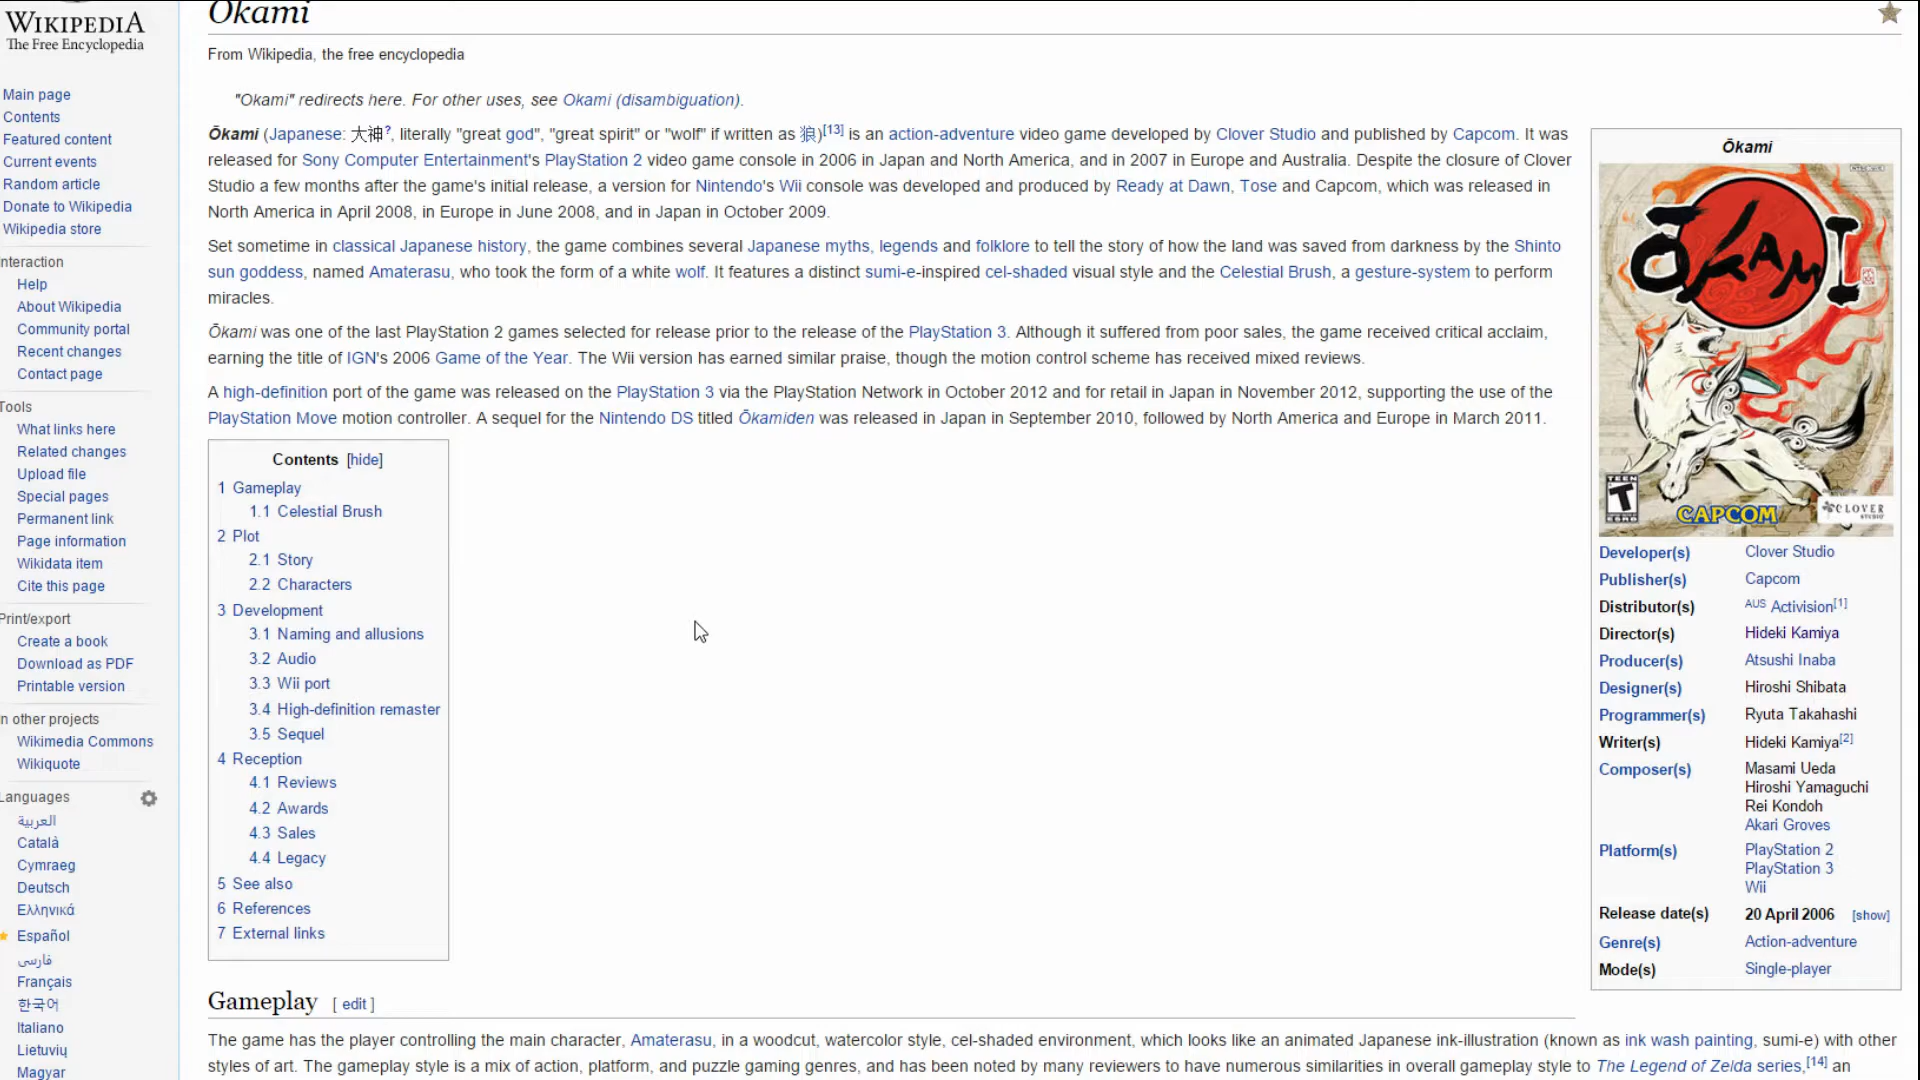 WIKIPEDIA
The Free Encyclopedia
Main page
Contents
Featured content
Current events
Random article
Donate to Wikipedia
Wikipedia store
nteraction
Help
About Wikipedia
Community portal
Recent changes
Contact page
Tools
What links here
Related changes
Upload file
Special pages
Permanent link
Page information
Wikidata item
Cite this page
Print/export
Create a book
Download as PDF
Printable version
n other projects
Wikimedia Commons
Wikiquote
Languages
العربية
Català
Cymraeg
Deutsch
Ελληνικά
Español
فارسی
Français
한국어
Italiano
Lietuvių
Magyar
Ōkami
From Wikipedia, the free encyclopedia
"Okami" redirects here. For other uses, see Okami (disambiguation).
Ōkami (Japanese: 大神?, literally "great god", "great spirit" or "wolf" if written as 狼)[13] is an action-adventure video game developed by Clover Studio and published by Capcom. It was
released for Sony Computer Entertainment's PlayStation 2 video game console in 2006 in Japan and North America, and in 2007 in Europe and Australia. Despite the closure of Clover
Studio a few months after the game's initial release, a version for Nintendo's Wii console was developed and produced by Ready at Dawn, Tose and Capcom, which was released in
North America in April 2008, in Europe in June 2008, and in Japan in October 2009.
Set sometime in classical Japanese history, the game combines several Japanese myths, legends and folklore to tell the story of how the land was saved from darkness by the Shinto
sun goddess, named Amaterasu, who took the form of a white wolf. It features a distinct sumi-e-inspired cel-shaded visual style and the Celestial Brush, a gesture-system to perform
miracles.
Ōkami was one of the last PlayStation 2 games selected for release prior to the release of the PlayStation 3. Although it suffered from poor sales, the game received critical acclaim,
earning the title of IGN's 2006 Game of the Year. The Wii version has earned similar praise, though the motion control scheme has received mixed reviews.
A high-definition port of the game was released on the PlayStation 3 via the PlayStation Network in October 2012 and for retail in Japan in November 2012, supporting the use of the
PlayStation Move motion controller. A sequel for the Nintendo DS titled Ōkamiden was released in Japan in September 2010, followed by North America and Europe in March 2011.
Contents [hide]
1 Gameplay
1.1 Celestial Brush
2 Plot
2.1 Story
2.2 Characters
3 Development
3.1 Naming and allusions
3.2 Audio
3.3 Wii port
3.4 High-definition remaster
3.5 Sequel
4 Reception
4.1 Reviews
4.2 Awards
4.3 Sales
4.4 Legacy
5 See also
6 References
7 External links
Gameplay [ edit ]
The game has the player controlling the main character, Amaterasu, in a woodcut, watercolor style, cel-shaded environment, which looks like an animated Japanese ink-illustration (known as ink wash painting, sumi-e) with other
styles of art. The gameplay style is a mix of action, platform, and puzzle gaming genres, and has been noted by many reviewers to have numerous similarities in overall gameplay style to The Legend of Zelda series,[14] an
Ōkami
ŌKAMI
TEEN
T
ESRB
CAPCOM
CLOVER
STUDIO
Developer(s) Clover Studio
Publisher(s) Capcom
Distributor(s) AUS Activision[1]
Director(s) Hideki Kamiya
Producer(s) Atsushi Inaba
Designer(s) Hiroshi Shibata
Programmer(s) Ryuta Takahashi
Writer(s) Hideki Kamiya[2]
Composer(s) Masami Ueda
Hiroshi Yamaguchi
Rei Kondoh
Akari Groves
Platform(s) PlayStation 2
PlayStation 3
Wii
Release date(s) 20 April 2006 [show]
Genre(s) Action-adventure
Mode(s) Single-player